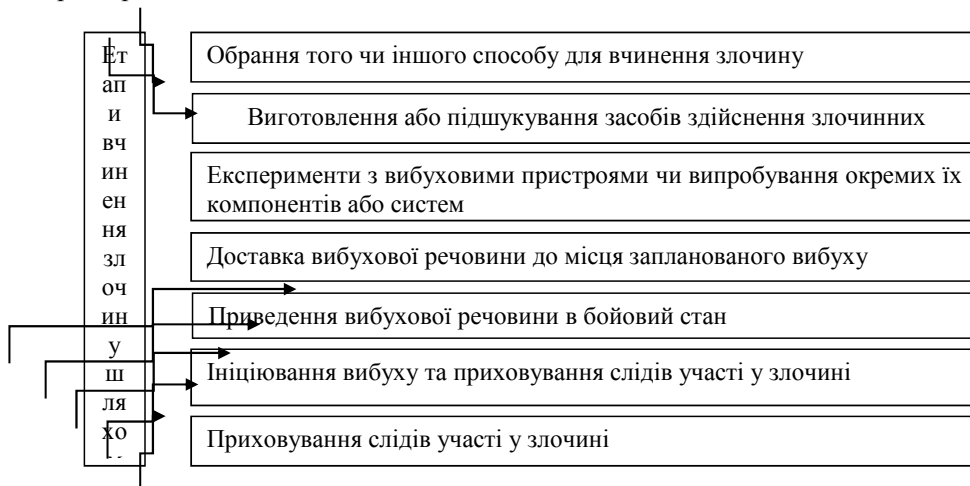 Ет
ап
и
вч
ин
ен
ня
зл
оч
ин
у
ш
ля
хо
Обрання того чи іншого способу для вчинення злочину
Виготовлення або підшукування засобів здійснення злочинних
Експерименти з вибуховими пристроями чи випробування окремих їх
компонентів або систем
Доставка вибухової речовини до місця запланованого вибуху
Приведення вибухової речовини в бойовий стан
Ініціювання вибуху та приховування слідів участі у злочині
Приховування слідів участі у злочині